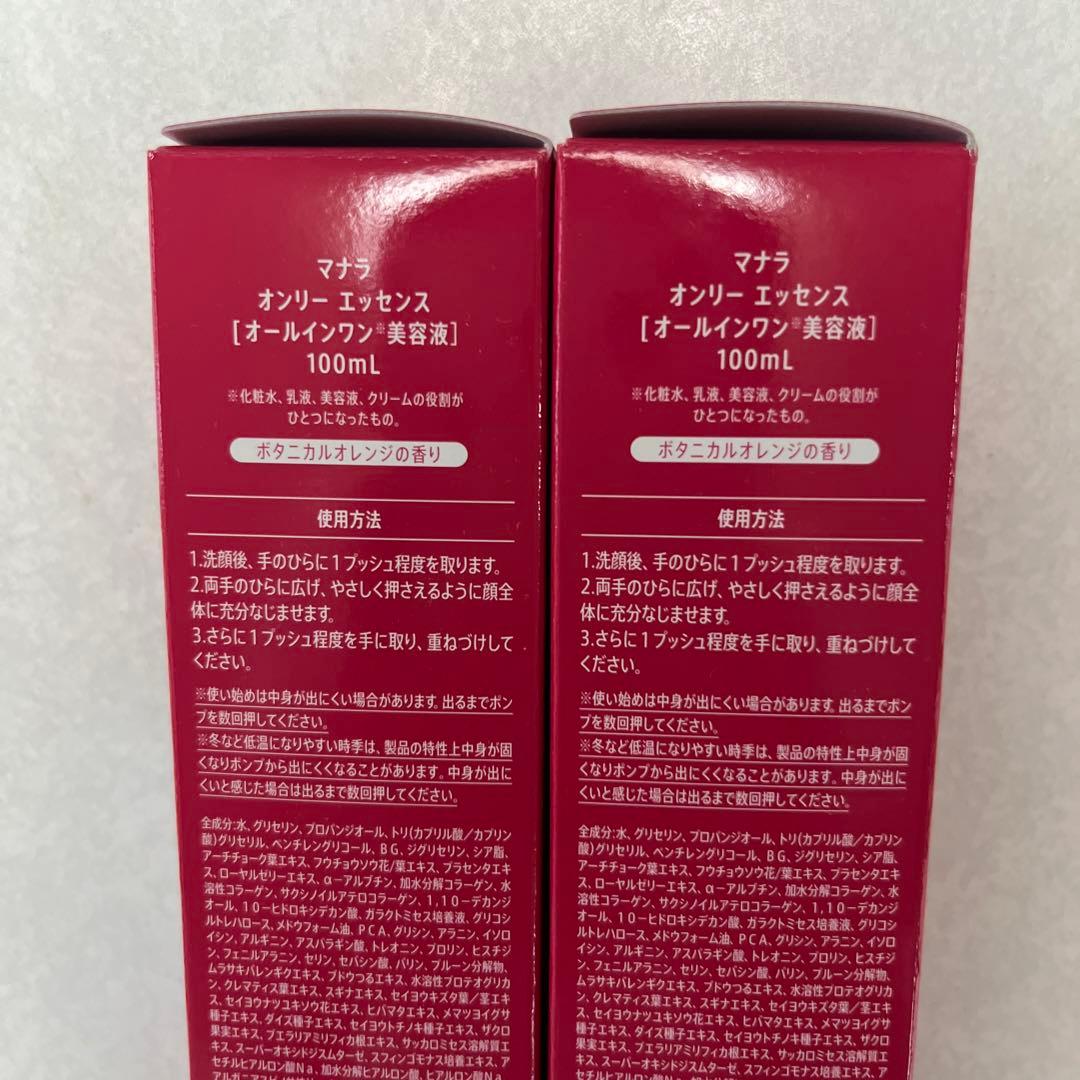 マナラ
オンリー エッセンス
[オールインワン※美容液]
100mL
※化粧水、乳液、美容液、クリームの役割が
ひとつになったもの。
ボタニカルオレンジの香り
使用方法
1.洗顔後、手のひらに1プッシュ程度を取ります。
2.両手のひらに広げ、やさしく押さえるように顔全
体に充分なじませます。
3.さらに1プッシュ程度を手に取り、重ねづけして
ください。
※使い始めは中身が出にくい場合があります。出るまでポン
プを数回押してください。
※冬など低温になりやすい時季は、製品の特性上中身が固
くなりポンプから出にくくなることがあります。中身が出に
くいと感じた場合は出るまで数回押してください。
全成分:水、グリセリン、プロパンジオール、トリ(カプリル酸/カプリン
酸)グリセリル、ペンチレングリコール、BG、ジグリセリン、シア脂、
アーチチョーク葉エキス、フウチョウソウ花/葉エキス、プラセンタエキ
ス、ローヤルゼリーエキス、α-アルブチン、加水分解コラーゲン、水
溶性コラーゲン、サクシノイルアテロコラーゲン、1,10-デカンジ
オール、10-ヒドロキシデカン酸、ガラクトミセス培養液、グリコシ
ルトレハロース、メドウフォーム油、PCA、グリシン、アラニン、イソロ
イシン、アルギニン、アスパラギン酸、トレオニン、プロリン、ヒスチジ
ン、フェニルアラニン、セリン、セバシン酸、バリン、プルーン分解物、
ムラサキバレンギクエキス、ブドウつるエキス、水溶性プロテオグリカ
ン、クレマティス葉エキス、スギナエキス、セイヨウキズタ葉/茎エキ
ス、セイヨウナツユキソウ花エキス、ヒバマタエキス、メマツヨイグサ
種子エキス、ダイズ種子エキス、セイヨウトチノキ種子エキス、ザクロ
果実エキス、プエラリアミリフィカ根エキス、サッカロミセス溶解質エ
キス、スーパーオキシドジスムターゼ、スフィンゴモナス培養エキス、ア
セチルヒアルロン酸Na、加水分解ヒアルロン酸、ヒアルロン酸Na、
マナラ
オンリー エッセンス
[オールインワン※美容液]
100mL
※化粧水、乳液、美容液、クリームの役割が
ひとつになったもの。
ボタニカルオレンジの香り
使用方法
1.洗顔後、手のひらに1プッシュ程度を取ります。
2.両手のひらに広げ、やさしく押さえるように顔全
体に充分なじませます。
3.さらに1プッシュ程度を手に取り、重ねづけして
ください。
※使い始めは中身が出にくい場合があります。出るまでポン
プを数回押してください。
※冬など低温になりやすい時季は、製品の特性上中身が固
くなりポンプから出にくくなることがあります。中身が出に
くいと感じた場合は出るまで数回押してください。
全成分:水、グリセリン、プロパンジオール、トリ(カプリル酸/カプリン
酸)グリセリル、ペンチレングリコール、BG、ジグリセリン、シア脂、
アーチチョーク葉エキス、フウチョウソウ花/葉エキス、プラセンタエキ
ス、ローヤルゼリーエキス、α-アルブチン、加水分解コラーゲン、水
溶性コラーゲン、サクシノイルアテロコラーゲン、1,10-デカンジ
オール、10-ヒドロキシデカン酸、ガラクトミセス培養液、グリコシ
ルトレハロース、メドウフォーム油、PCA、グリシン、アラニン、イソロ
イシン、アルギニン、アスパラギン酸、トレオニン、プロリン、ヒスチジ
ン、フェニルアラニン、セリン、セバシン酸、バリン、プルーン分解物、
ムラサキバレンギクエキス、ブドウつるエキス、水溶性プロテオグリカ
ン、クレマティス葉エキス、スギナエキス、セイヨウキズタ葉/茎エキ
ス、セイヨウナツユキソウ花エキス、ヒバマタエキス、メマツヨイグサ
種子エキス、ダイズ種子エキス、セイヨウトチノキ種子エキス、ザクロ
果実エキス、プエラリアミリフィカ根エキス、サッカロミセス溶解質エ
キス、スーパーオキシドジスムターゼ、スフィンゴモナス培養エキス、ア
セチルヒアルロン酸Na、加水分解ヒアルロン酸、ヒアルロン酸Na、